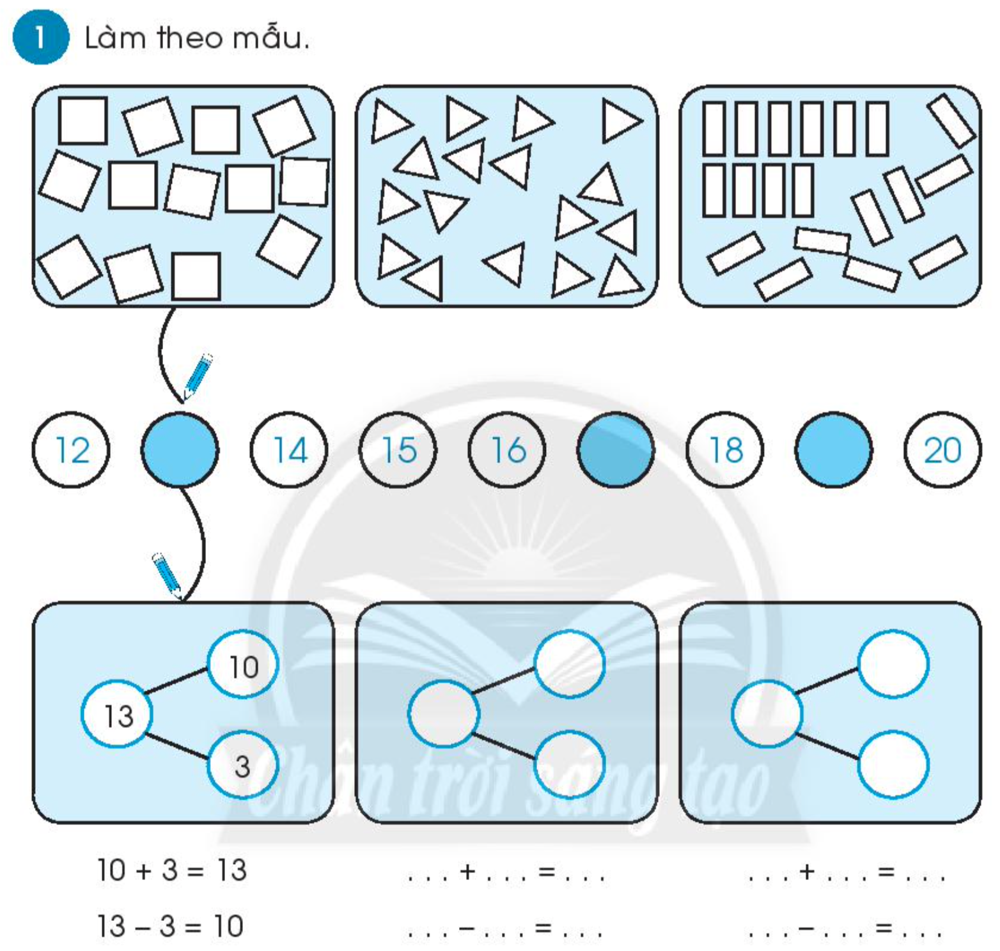 1 Làm theo mẫu.
12 14 15 16 18 20
10
13
3
Chân trời sáng tạo
10 + 3 = 13 . . . + . . . = . . . . . . + . . . = . . .
13 – 3 = 10 . . . – . . . = . . . . . . – . . . = . . .